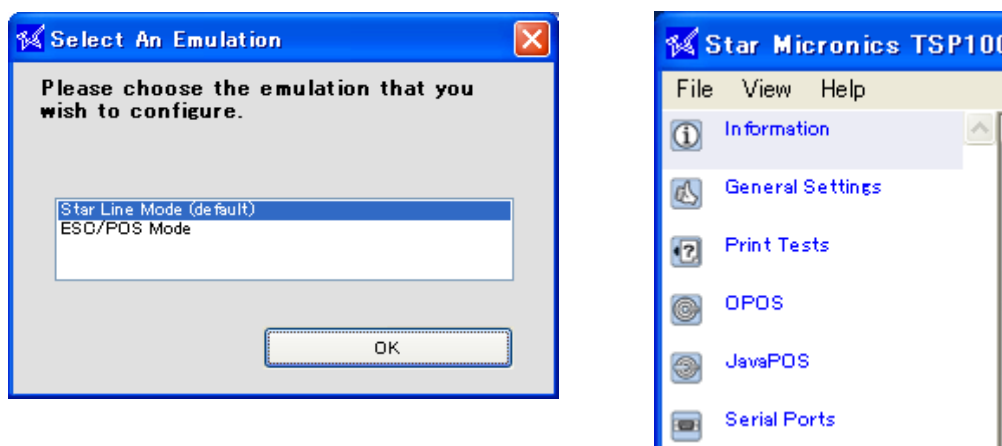 Select An Emulation
Please choose the emulation that you
wish to configure.
Star Line Mode (default)
ESC/POS Mode
OK
Star Micronics TSP100
File View Help
Information
General Settings
Print Tests
OPOS
JavaPOS
Serial Ports